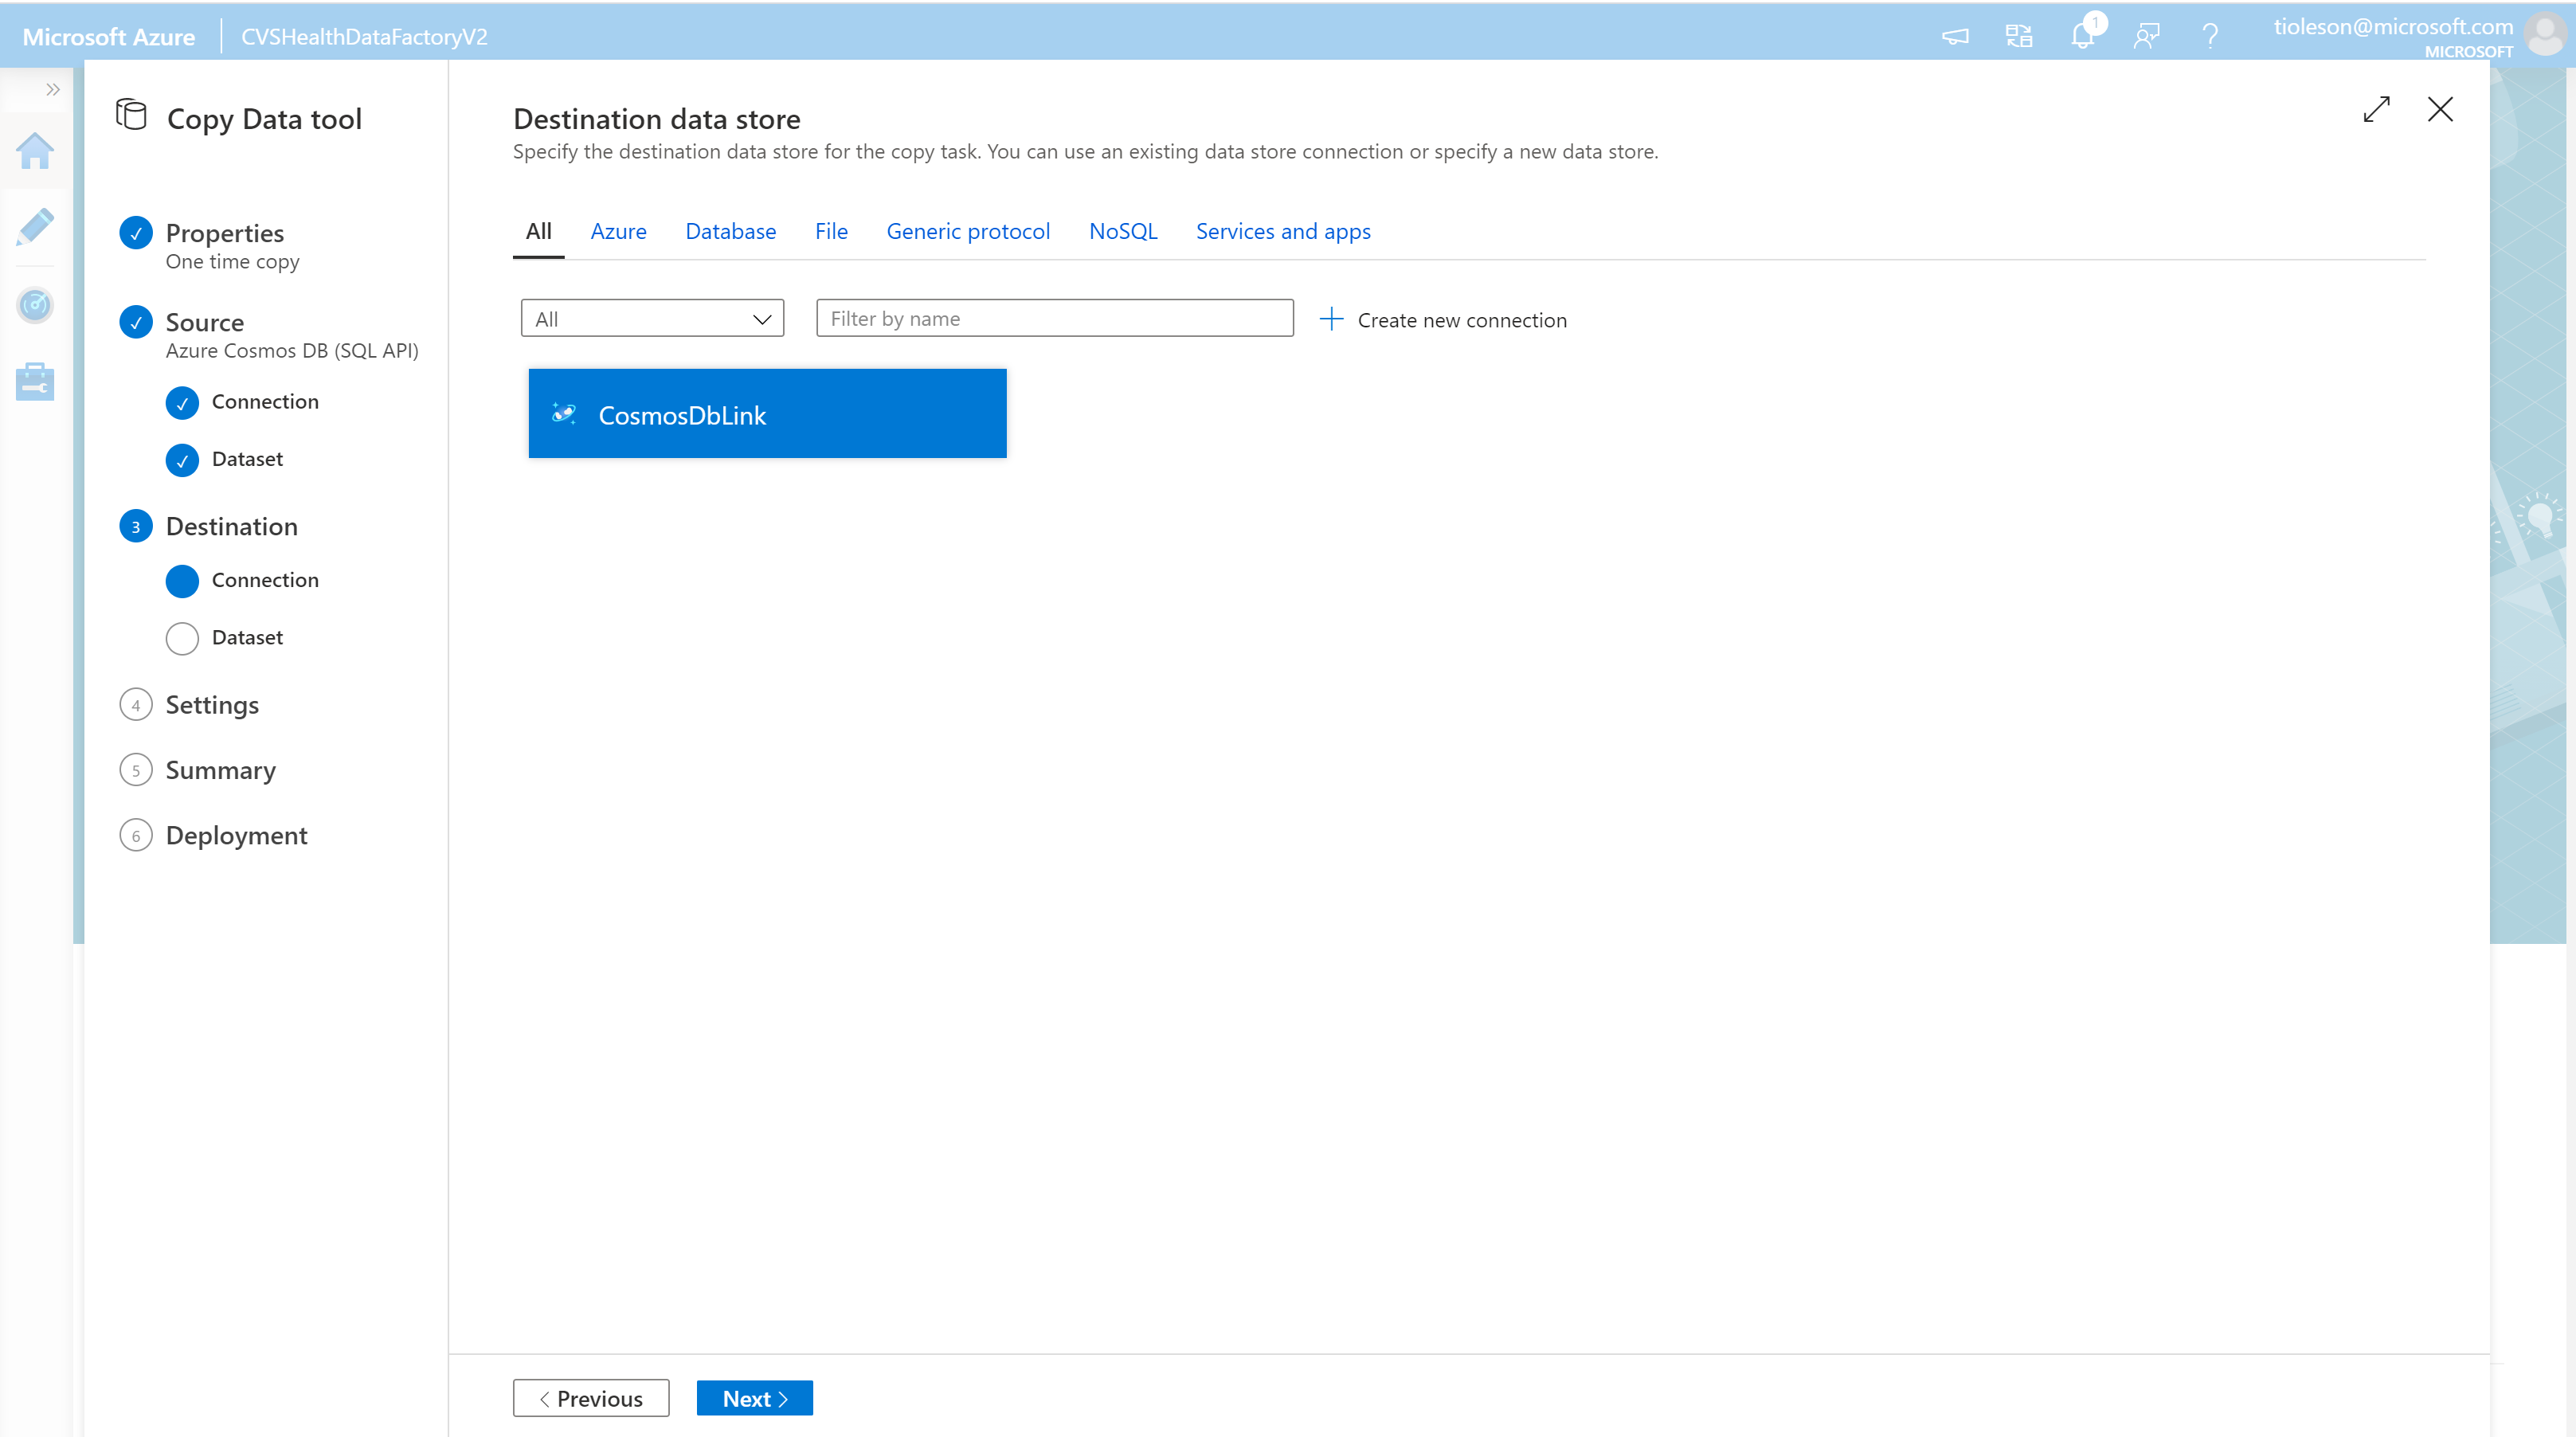 Microsoft Azure
CVSHealthDataFactoryV2
1
tioleson@microsoft.com
MICROSOFT
Copy Data tool
Properties
One time copy
Source
Azure Cosmos DB (SQL API)
Connection
Dataset
3 Destination
Connection
Dataset
4 Settings
5 Summary
6 Deployment
Destination data store
Specify the destination data store for the copy task. You can use an existing data store connection or specify a new data store.
All Azure Database File Generic protocol NoSQL Services and apps
All Filter by name Create new connection
CosmosDbLink
Previous Next